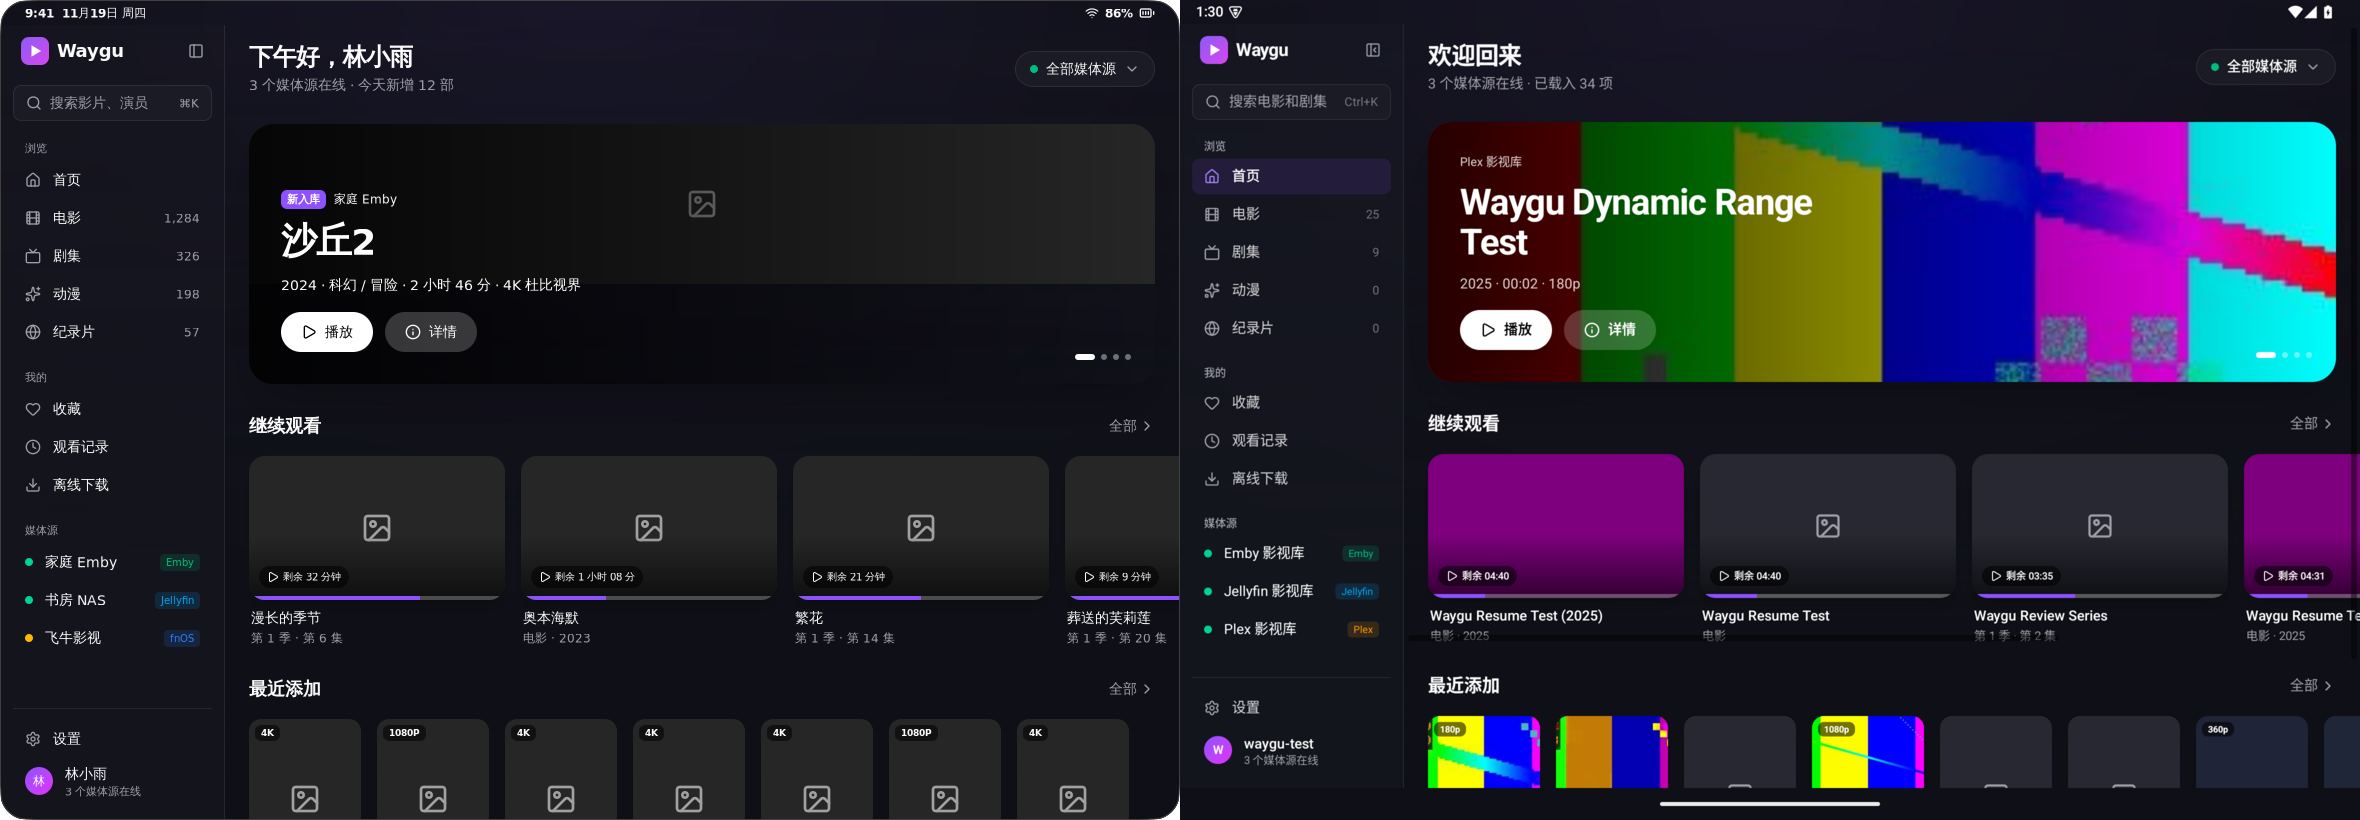 9:41 11月19日 周四
86%
Waygu
搜索影片、演员 ⌘K
浏览
首页
电影 1,284
剧集 326
动漫 198
纪录片 57
我的
收藏
观看记录
离线下载
媒体源
家庭 Emby Emby
书房 NAS Jellyfin
飞牛影视 fnOS
设置
林
林小雨
3 个媒体源在线
下午好，林小雨
3 个媒体源在线 · 今天新增 12 部
全部媒体源
新入库 家庭 Emby
沙丘2
2024 · 科幻 / 冒险 · 2 小时 46 分 · 4K 杜比视界
播放 详情
继续观看 全部
剩余 32 分钟 剩余 1 小时 08 分 剩余 21 分钟 剩余 9 分钟
漫长的季节 奥本海默 繁花 葬送的芙莉莲
第 1 季 · 第 6 集 电影 · 2023 第 1 季 · 第 14 集 第 1 季 · 第 20 集
最近添加 全部
4K 1080P 4K 4K 4K 1080P 4K
1:30
Waygu
搜索电影和剧集 Ctrl+K
浏览
首页
电影 25
剧集 9
动漫 0
纪录片 0
我的
收藏
观看记录
离线下载
媒体源
Emby 影视库 Emby
Jellyfin 影视库 Jellyfin
Plex 影视库 Plex
设置
W
waygu-test
3 个媒体源在线
欢迎回来
3 个媒体源在线 · 已载入 34 项
全部媒体源
Plex 影视库
Waygu Dynamic Range
Test
2025 · 00:02 · 180p
播放 详情
继续观看 全部
剩余 04:40 剩余 04:40 剩余 03:35 剩余 04:31
Waygu Resume Test (2025) Waygu Resume Test Waygu Review Series Waygu Resume Te
电影 · 2025 电影 第 1 季 · 第 2 集 电影 · 2025
最近添加 全部
180p 1080p 360p